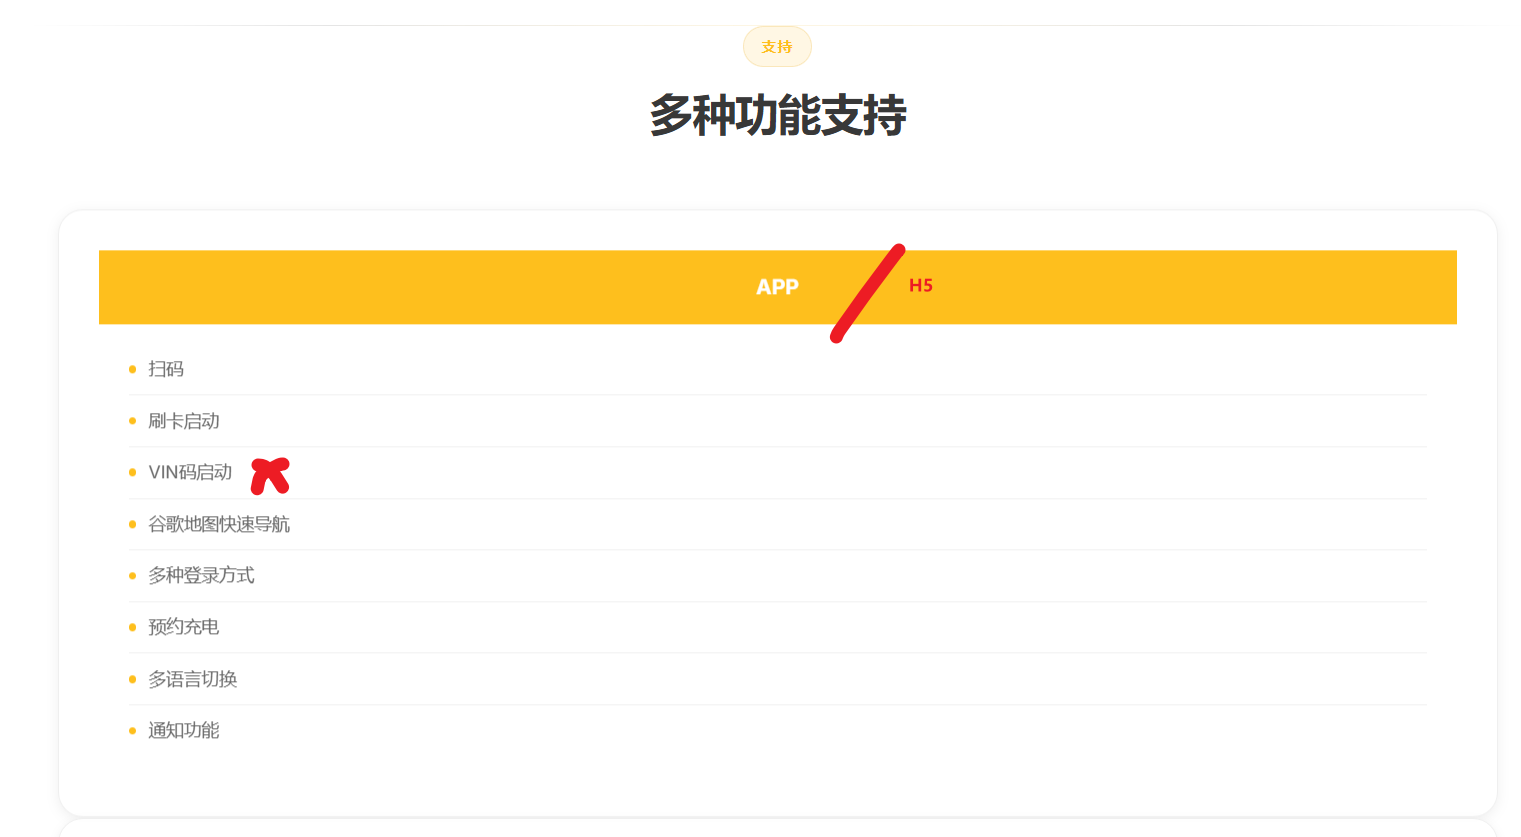 支持
多种功能支持
APP / H5
扫码
刷卡启动
VIN码启动
谷歌地图快速导航
多种登录方式
预约充电
多语言切换
通知功能